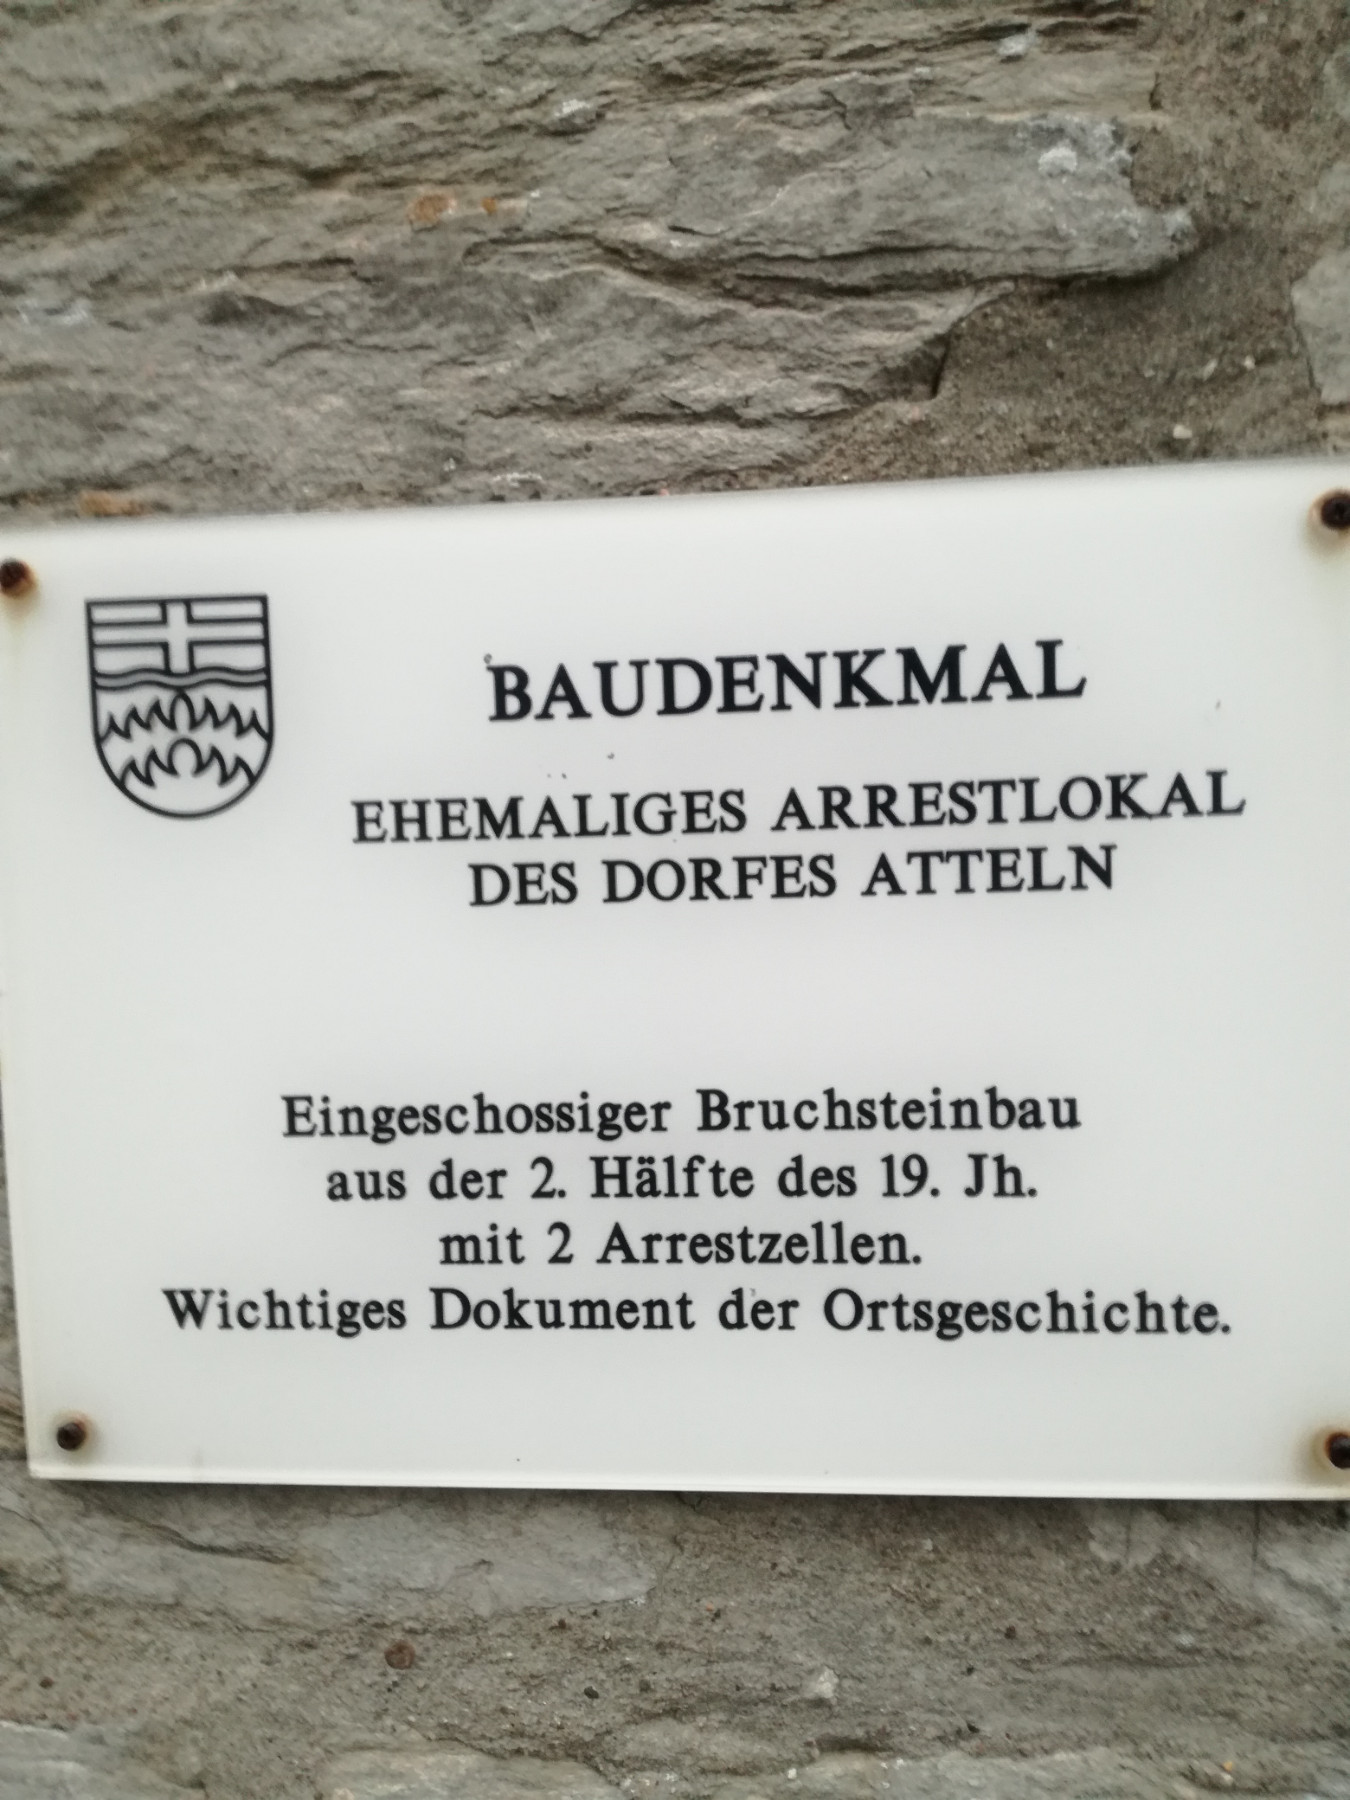 BAUDENKMAL
EHEMALIGES ARRESTLOKAL
DES DORFES ATTELN
Eingeschossiger Bruchsteinbau
aus der 2. Hälfte des 19. Jh.
mit 2 Arrestzellen.
Wichtiges Dokument der Ortsgeschichte.